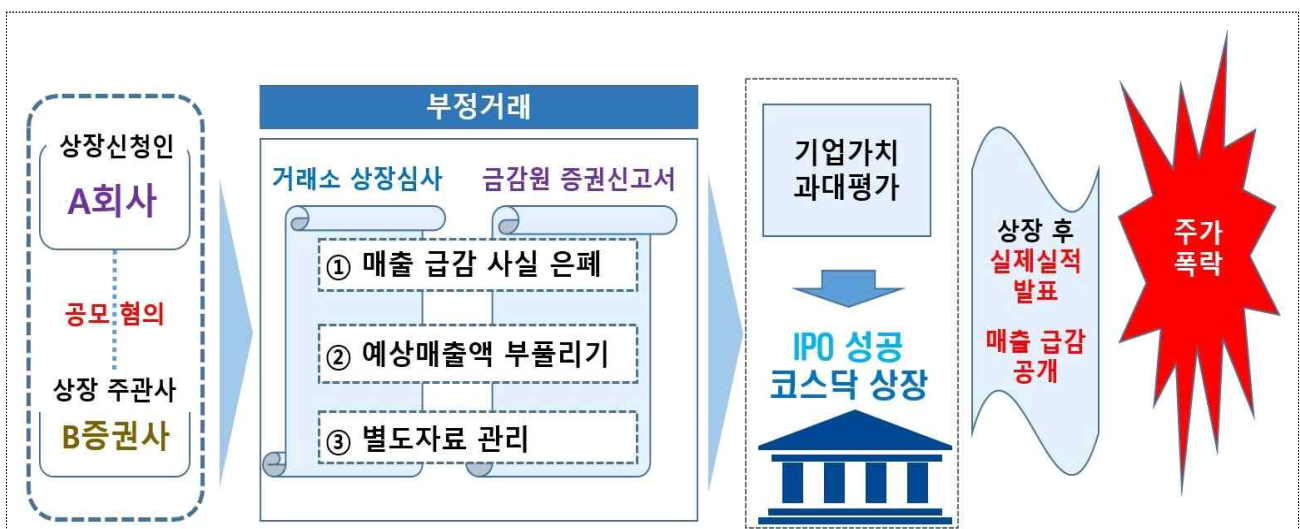 상장신청인
A회사
공모 혐의
상장 주관사
B증권사
부정거래
거래소 상장심사
금감원 증권신고서
① 매출 급감 사실 은폐
② 예상매출액 부풀리기
③ 별도자료 관리
기업가치
과대평가
IPO 성공
코스닥 상장
상장 후
실제실적
발표
매출 급감
공개
주가
폭락